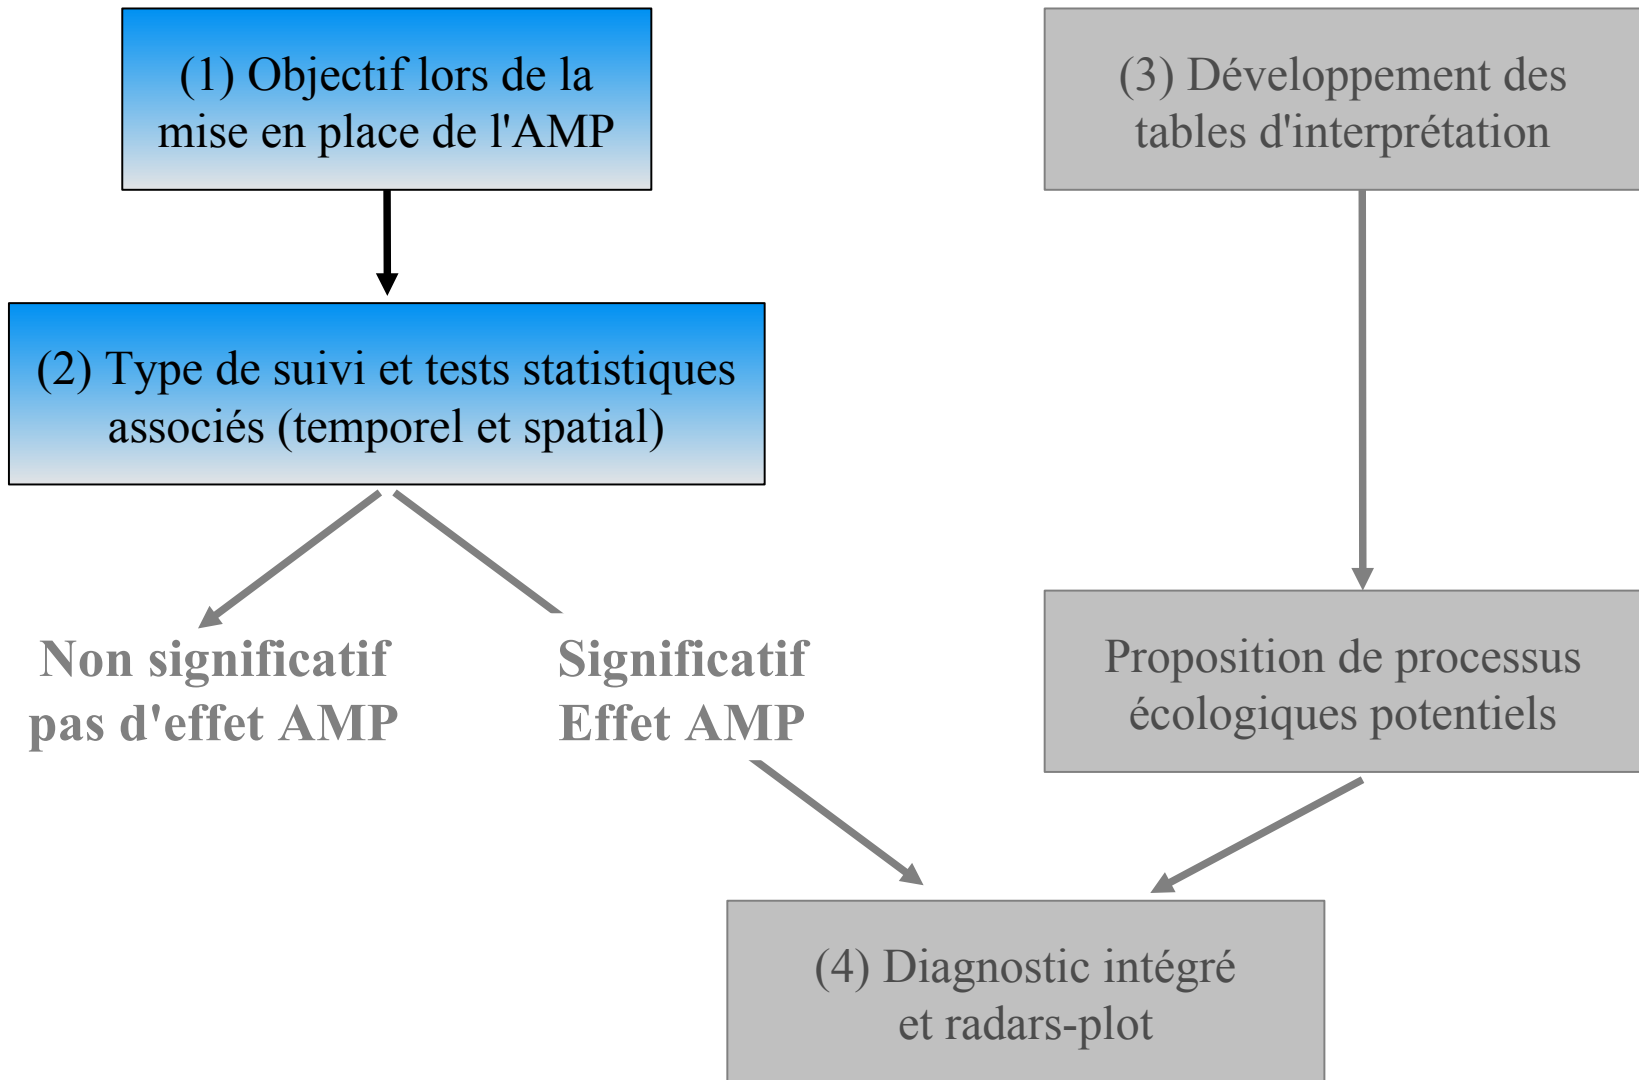 (1) Objectif lors de la
mise en place de l'AMP
(2) Type de suivi et tests statistiques
associés (temporel et spatial)
Non significatif
pas d'effet AMP
Significatif
Effet AMP
(3) Développement des
tables d'interprétation
Proposition de processus
écologiques potentiels
(4) Diagnostic intégré
et radars-plot